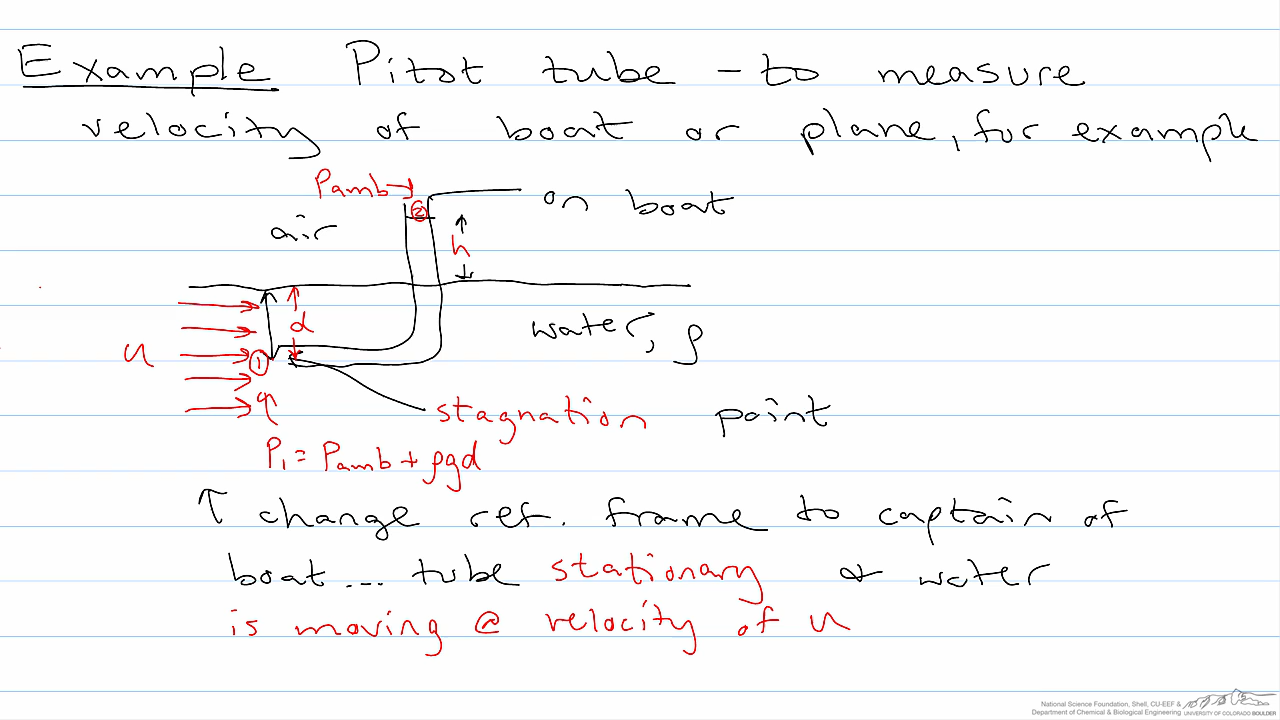 Example Pitot tube - to measure
velocity of boat or plane, for example
Pamb
②
on boat
air
h
d
water, ρ
u
①
stagnation point
P₁ = Pamb + ρgd
↑ change ref. frame to captain of
boat... tube stationary & water
is moving @ velocity of u
National Science Foundation, Shell, CU-EEF &
Department of Chemical & Biological Engineering UNIVERSITY OF COLORADO BOULDER